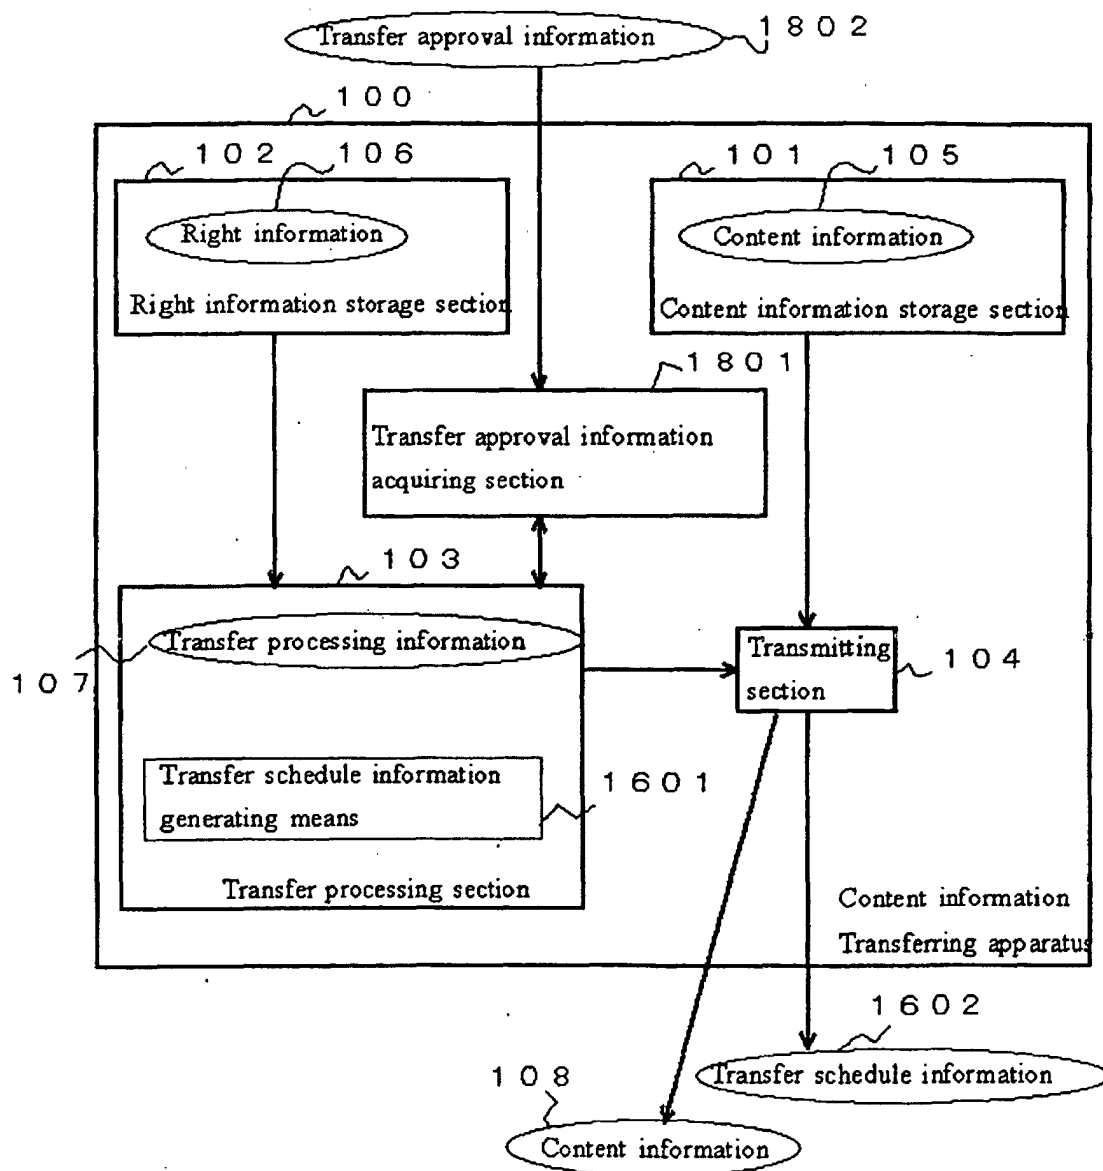 1802
Transfer approval information
100
102
106
101
105
Right information
Content information
Right information storage section
Content information storage section
1801
Transfer approval information
acquiring section
103
Transfer processing information
107
Transmitting
section
104
Transfer schedule information
generating means
1601
Transfer processing section
Content information
Transferring apparatus
1602
Transfer schedule information
108
Content information